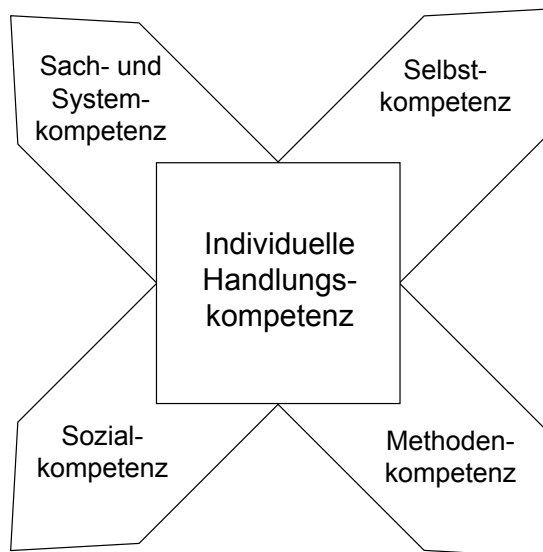 Sach- und
System-
kompetenz
Selbst-
kompetenz
Individuelle
Handlungs-
kompetenz
Sozial-
kompetenz
Methoden-
kompetenz